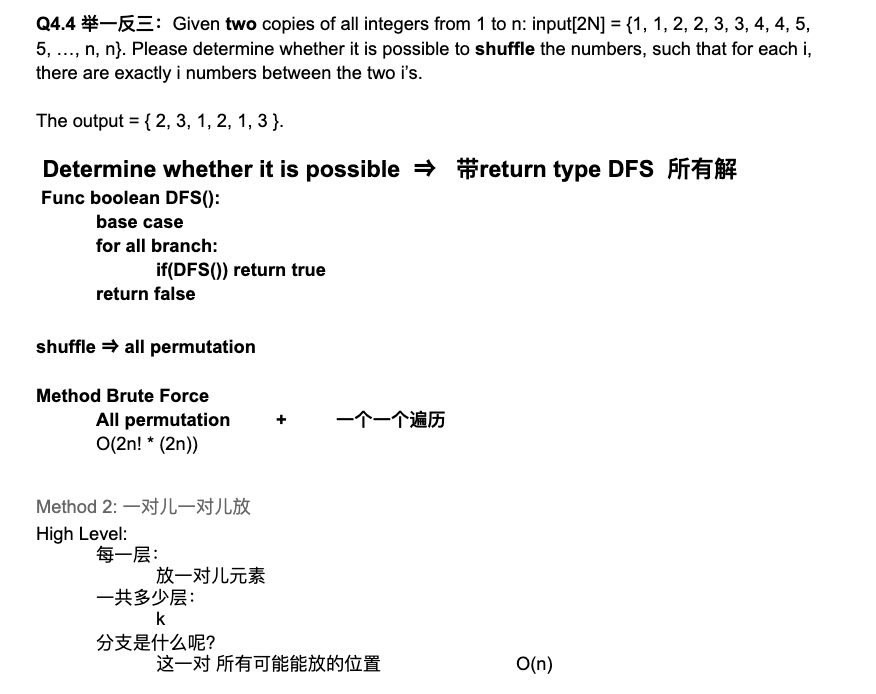 Q4.4 举一反三：Given two copies of all integers from 1 to n: input[2N] = {1, 1, 2, 2, 3, 3, 4, 4, 5,
5, …, n, n}. Please determine whether it is possible to shuffle the numbers, such that for each i,
there are exactly i numbers between the two i's.
The output = { 2, 3, 1, 2, 1, 3 }.
Determine whether it is possible ⇒ 带return type DFS 所有解
Func boolean DFS():
base case
for all branch:
if(DFS()) return true
return false
shuffle ⇒ all permutation
Method Brute Force
All permutation + 一个一个遍历
O(2n! * (2n))
Method 2: 一对儿一对儿放
High Level:
每一层：
放一对儿元素
一共多少层：
k
分支是什么呢?
这一对 所有可能能放的位置 O(n)